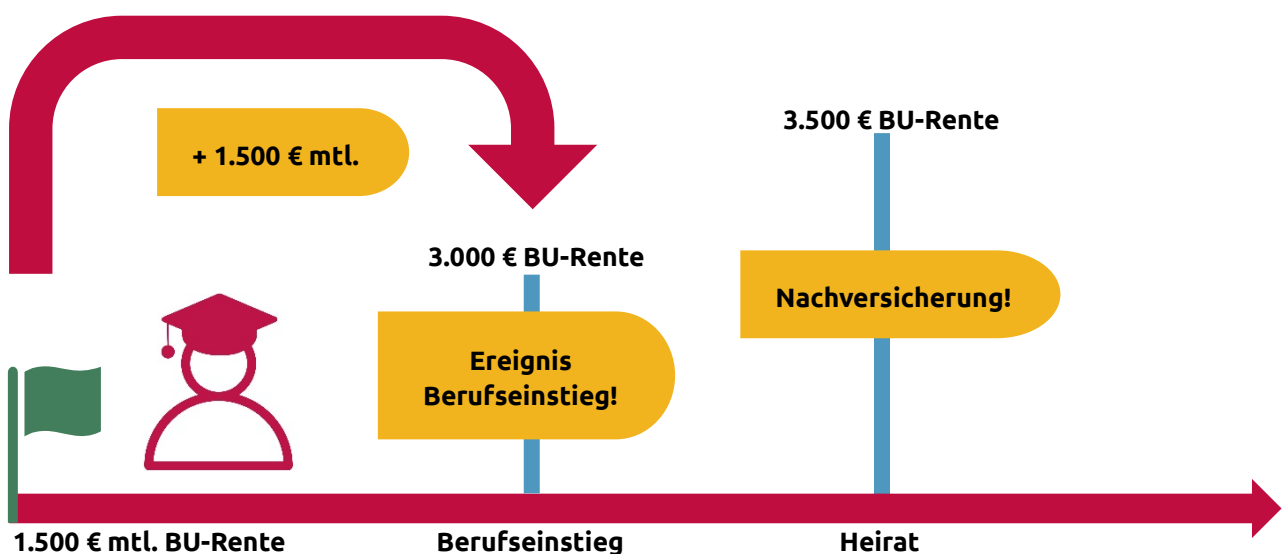 + 1.500 € mtl.
3.500 € BU-Rente
3.000 € BU-Rente
Nachversicherung!
Ereignis
Berufseinstieg!
1.500 € mtl. BU-Rente
Berufseinstieg
Heirat